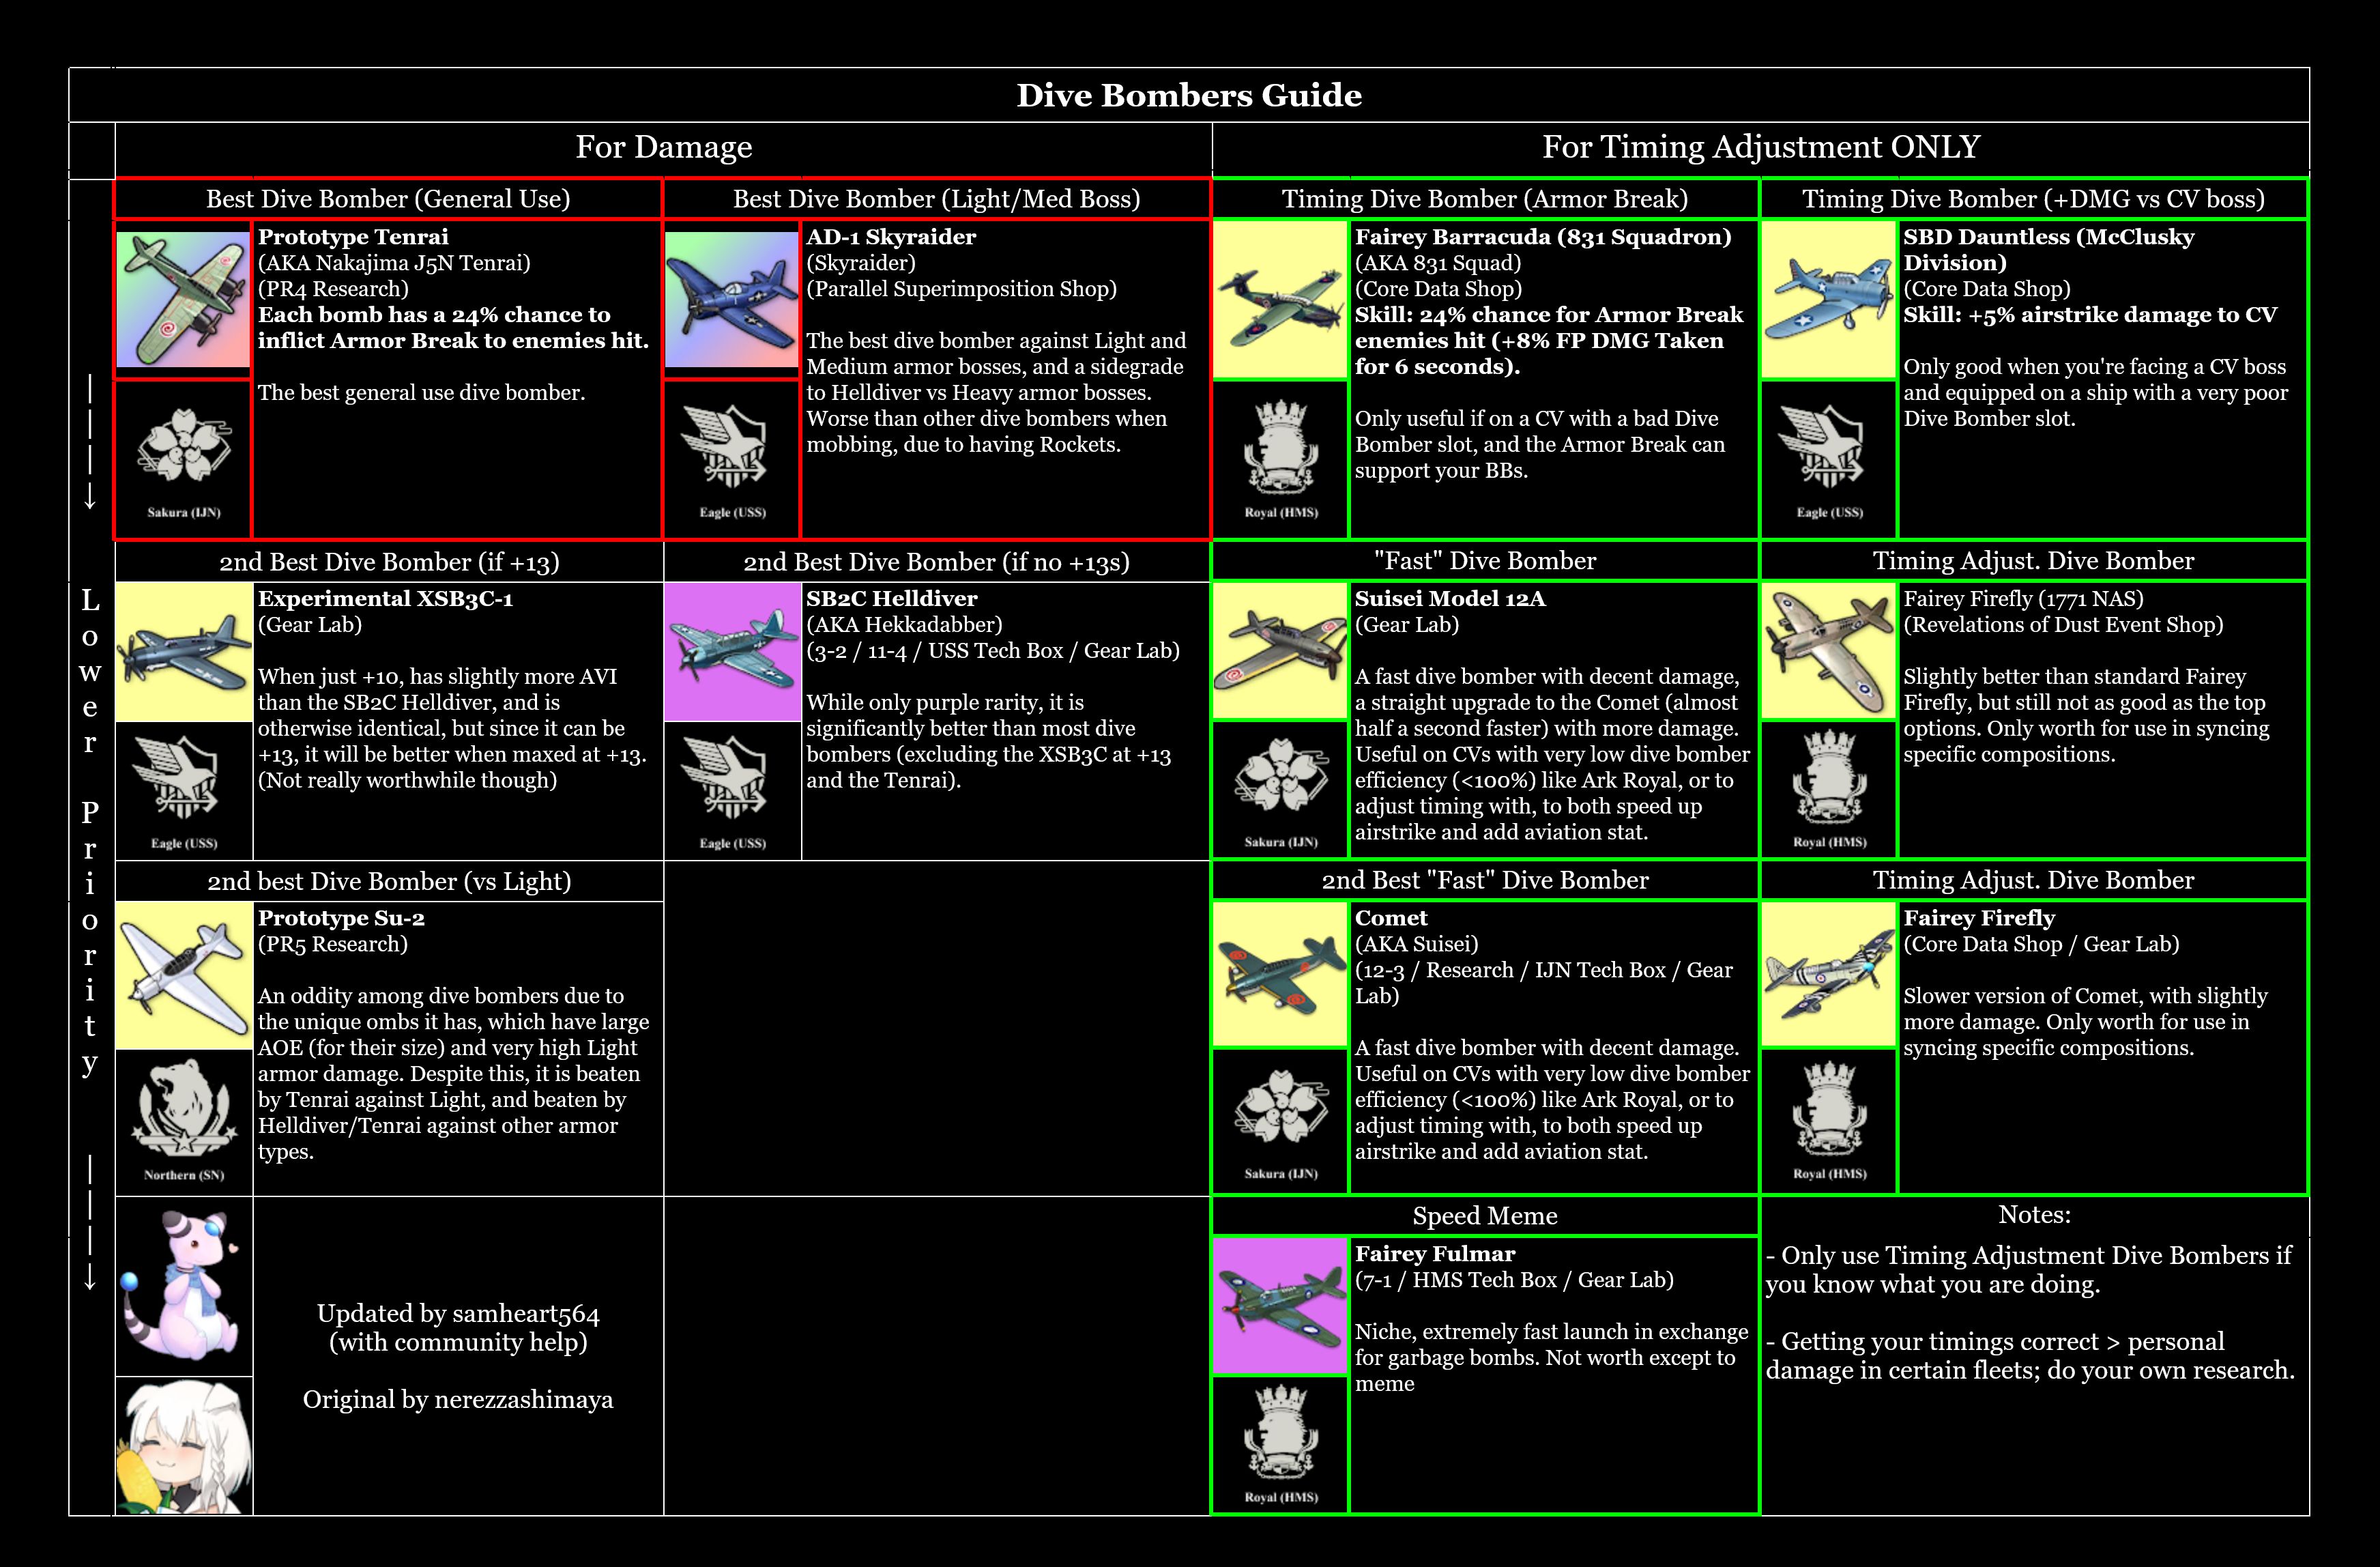 Dive Bombers Guide
For Damage
For Timing Adjustment ONLY
Best Dive Bomber (General Use)
Prototype Tenrai
(AKA Nakajima J5N Tenrai)
(PR4 Research)
Each bomb has a 24% chance to
inflict Armor Break to enemies hit.
The best general use dive bomber.
Sakura (IJN)
Best Dive Bomber (Light/Med Boss)
AD-1 Skyraider
(Skyraider)
(Parallel Superimposition Shop)
The best dive bomber against Light and
Medium armor bosses, and a sidegrade
to Helldiver vs Heavy armor bosses.
Worse than other dive bombers when
mobbing, due to having Rockets.
Eagle (USS)
Timing Dive Bomber (Armor Break)
Fairey Barracuda (831 Squadron)
(AKA 831 Squad)
(Core Data Shop)
Skill: 24% chance for Armor Break
enemies hit (+8% FP DMG Taken
for 6 seconds).
Only useful if on a CV with a bad Dive
Bomber slot, and the Armor Break can
support your BBs.
Royal (HMS)
Timing Dive Bomber (+DMG vs CV boss)
SBD Dauntless (McClusky
Division)
(Core Data Shop)
Skill: +5% airstrike damage to CV
Only good when you're facing a CV boss
and equipped on a ship with a very poor
Dive Bomber slot.
Eagle (USS)
Lower Priority
2nd Best Dive Bomber (if +13)
Experimental XSB3C-1
(Gear Lab)
When just +10, has slightly more AVI
than the SB2C Helldiver, and is
otherwise identical, but since it can be
+13, it will be better when maxed at +13.
(Not really worthwhile though)
Eagle (USS)
2nd Best Dive Bomber (if no +13s)
SB2C Helldiver
(AKA Hekkadabber)
(3-2 / 11-4 / USS Tech Box / Gear Lab)
While only purple rarity, it is
significantly better than most dive
bombers (excluding the XSB3C at +13
and the Tenrai).
Eagle (USS)
"Fast" Dive Bomber
Suisei Model 12A
(Gear Lab)
A fast dive bomber with decent damage,
a straight upgrade to the Comet (almost
half a second faster) with more damage.
Useful on CVs with very low dive bomber
efficiency (<100%) like Ark Royal, or to
adjust timing with, to both speed up
airstrike and add aviation stat.
Sakura (IJN)
Timing Adjust. Dive Bomber
Fairey Firefly (1771 NAS)
(Revelations of Dust Event Shop)
Slightly better than standard Fairey
Firefly, but still not as good as the top
options. Only worth for use in syncing
specific compositions.
Royal (HMS)
2nd best Dive Bomber (vs Light)
Prototype Su-2
(PR5 Research)
An oddity among dive bombers due to
the unique ombs it has, which have large
AOE (for their size) and very high Light
armor damage. Despite this, it is beaten
by Tenrai against Light, and beaten by
Helldiver/Tenrai against other armor
types.
Northern (SN)
2nd Best "Fast" Dive Bomber
Comet
(AKA Suisei)
(12-3 / Research / IJN Tech Box / Gear
Lab)
A fast dive bomber with decent damage.
Useful on CVs with very low dive bomber
efficiency (<100%) like Ark Royal, or to
adjust timing with, to both speed up
airstrike and add aviation stat.
Sakura (IJN)
Timing Adjust. Dive Bomber
Fairey Firefly
(Core Data Shop / Gear Lab)
Slower version of Comet, with slightly
more damage. Only worth for use in
syncing specific compositions.
Royal (HMS)
Updated by samheart564
(with community help)
Original by nerezzashimaya
Speed Meme
Fairey Fulmar
(7-1 / HMS Tech Box / Gear Lab)
Niche, extremely fast launch in exchange
for garbage bombs. Not worth except to
meme
Royal (HMS)
Notes:
- Only use Timing Adjustment Dive Bombers if
you know what you are doing.
- Getting your timings correct > personal
damage in certain fleets; do your own research.